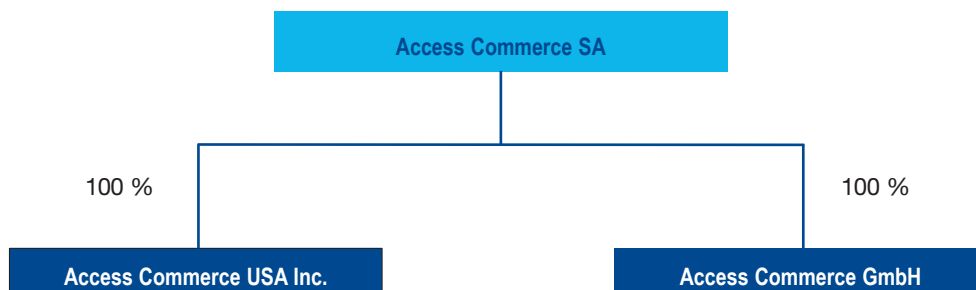 Access Commerce SA
100 %
100 %
Access Commerce USA Inc.
Access Commerce GmbH